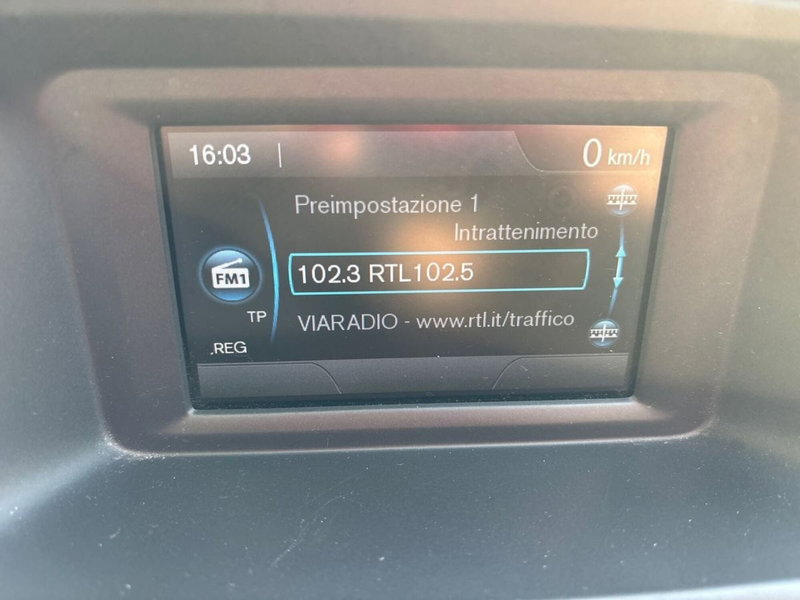 16:03
0 km/h
Preimpostazione 1
Intrattenimento
FM1
102.3 RTL102.5
TP
VIARADIO - www.rtl.it/traffico
.REG